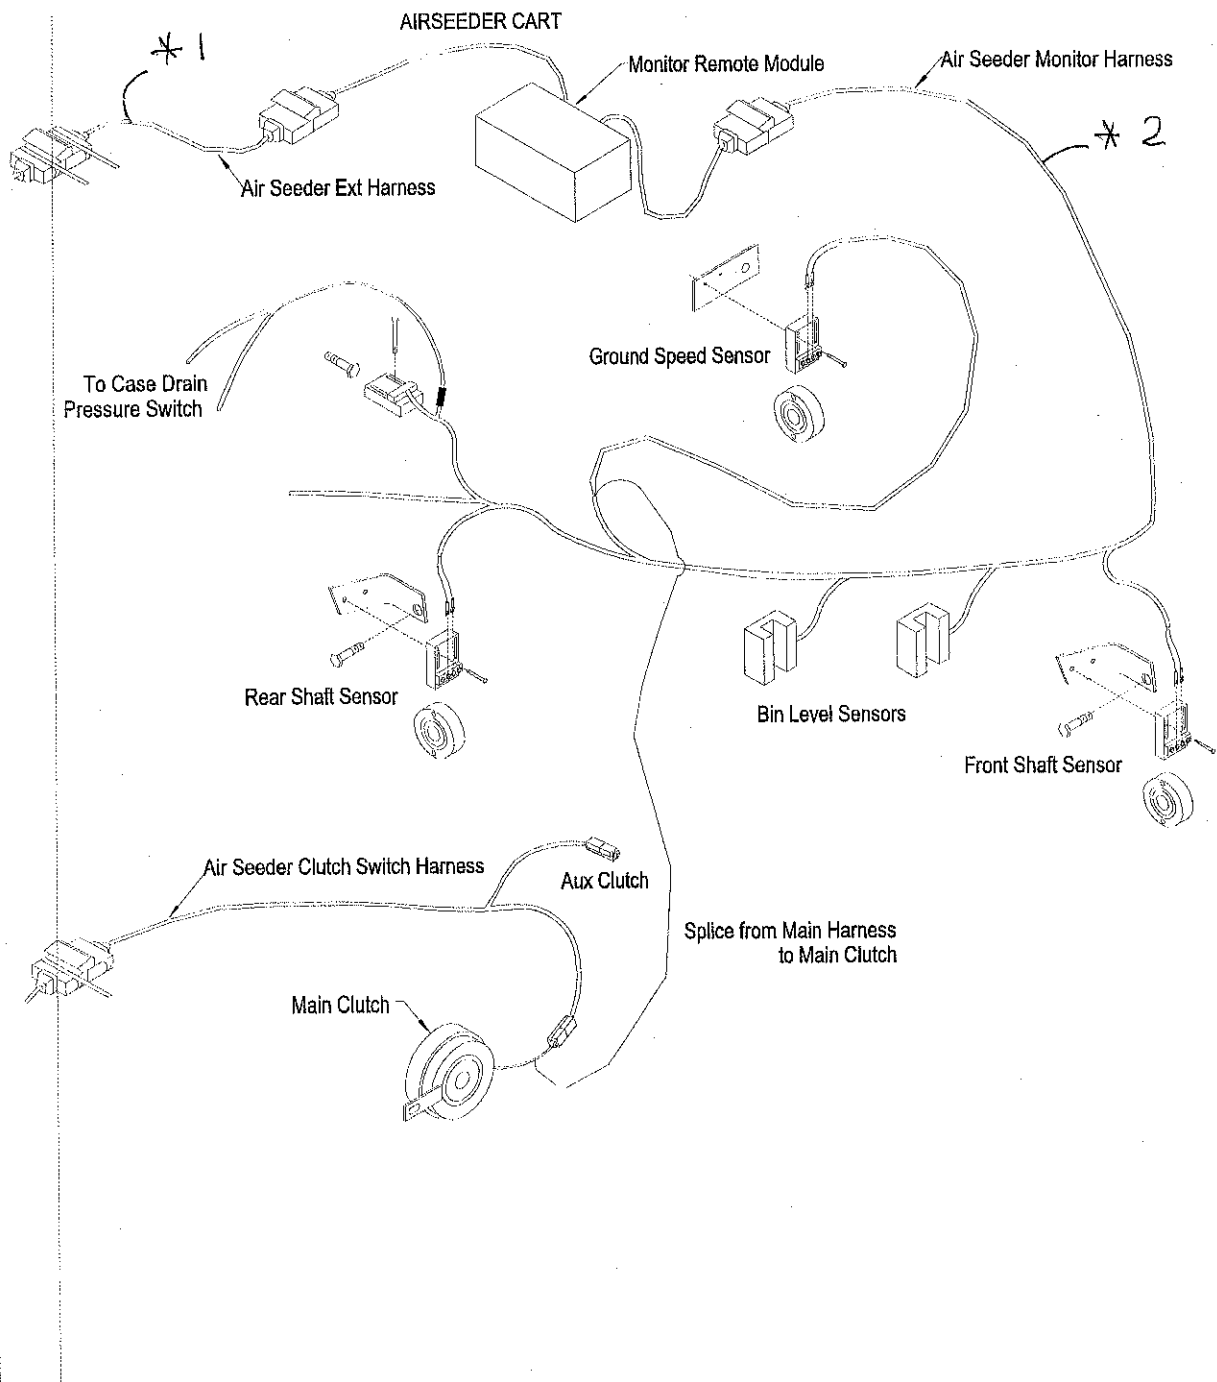 AIRSEEDER CART
* 1
Monitor Remote Module
Air Seeder Monitor Harness
* 2
Air Seeder Ext Harness
Ground Speed Sensor
To Case Drain
Pressure Switch
Rear Shaft Sensor
Bin Level Sensors
Front Shaft Sensor
Air Seeder Clutch Switch Harness
Aux Clutch
Splice from Main Harness
to Main Clutch
Main Clutch